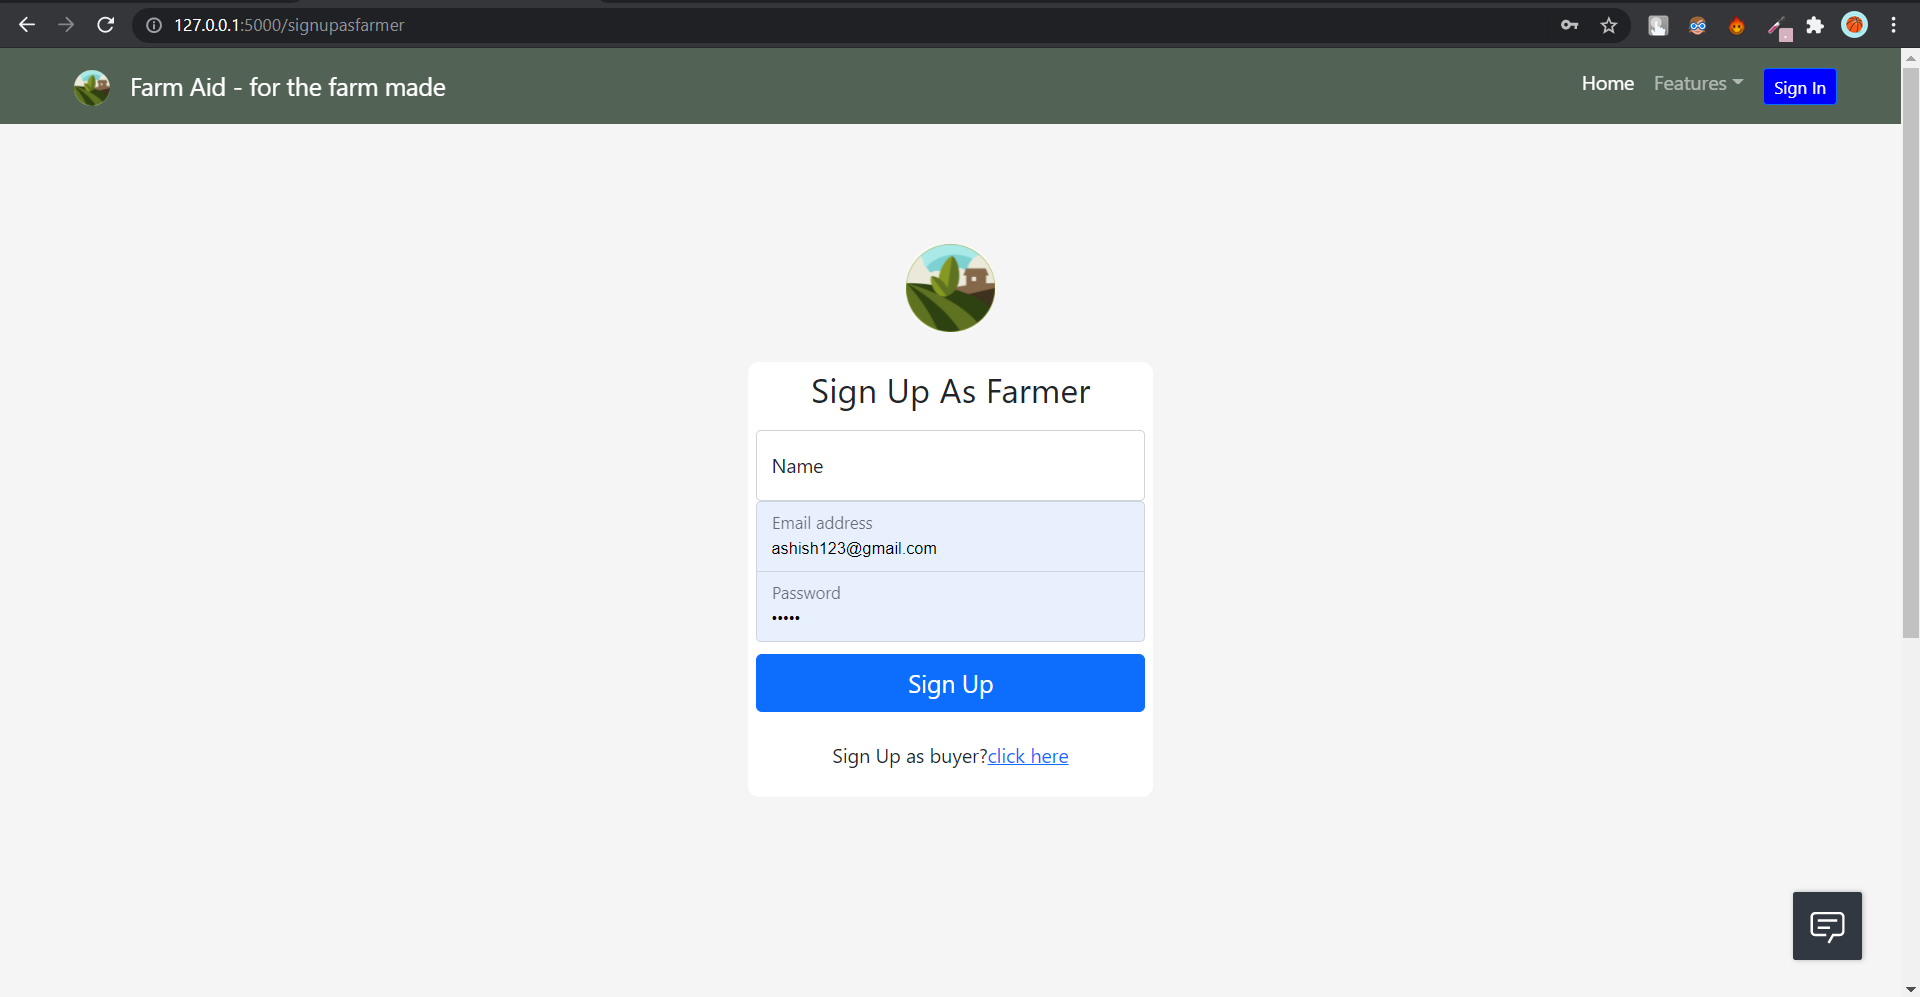 127.0.0.1:5000/signupasfarmer
Farm Aid - for the farm made
Home
Features
Sign In
Sign Up As Farmer
Name
Email address
ashish123@gmail.com
Password
•••••
Sign Up
Sign Up as buyer?click here